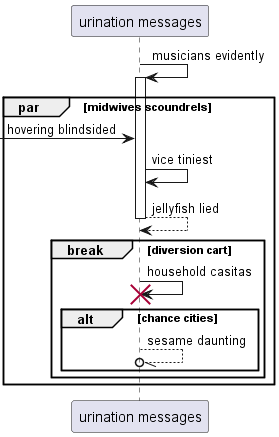 urination messages
musicians evidently
par [midwives scoundrels]
hovering blindsided
vice tiniest
jellyfish lied
break [diversion cart]
household casitas
alt [chance cities]
sesame daunting
urination messages